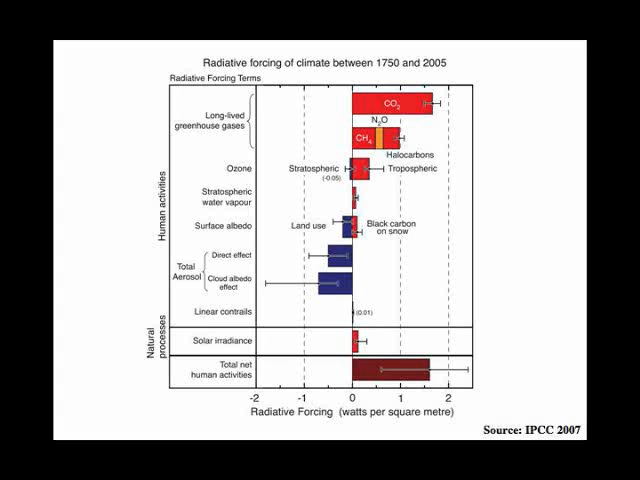 Radiative forcing of climate between 1750 and 2005
Radiative Forcing Terms
CO2
Long-lived
greenhouse gases
N2O
CH4
Halocarbons
Ozone
Stratospheric
(-0.05)
Tropospheric
Stratospheric
water vapour
Human activities
Surface albedo
Land use
Black carbon
on snow
Total
Aerosol
Direct effect
Cloud albedo
effect
Linear contrails
(0.01)
Natural
processes
Solar irradiance
Total net
human activities
-2 -1 0 1 2
Radiative Forcing (watts per square metre)
Source: IPCC 2007